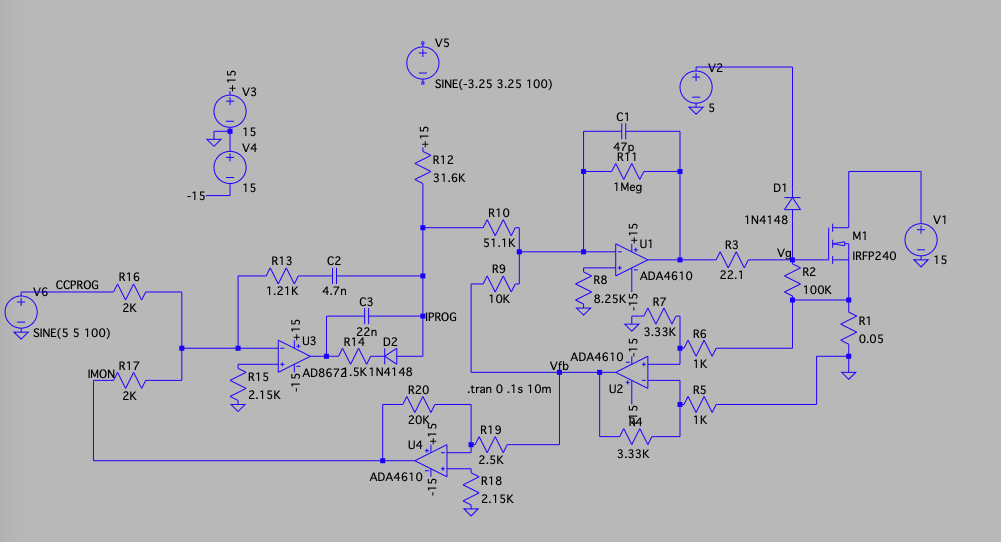 V5
SINE(-3.25 3.25 100)
V2
5
+15
V3
15
V4
15
-15
+15
R12
31.6K
C1
47p
R11
1Meg
D1
1N4148
R10
51.1K
R9
10K
+15
U1
ADA4610
-15
R8
8.25K
R3
22.1
Vg
M1
IRFP240
V1
15
R2
100K
R1
0.05
R13
1.21K
C2
4.7n
C3
22n
IPROG
V6
CCPROG
R16
2K
SINE(5 5 100)
+15
U3
AD8672
-15
R14
1.5K
D2
1N4148
R15
2.15K
IMON
R17
2K
R7
3.33K
R6
1K
ADA4610
-15
U2
+15
Vfb
.tran 0 .1s 10m
R5
1K
R4
3.33K
R20
20K
R19
2.5K
+15
U4
ADA4610
-15
R18
2.15K